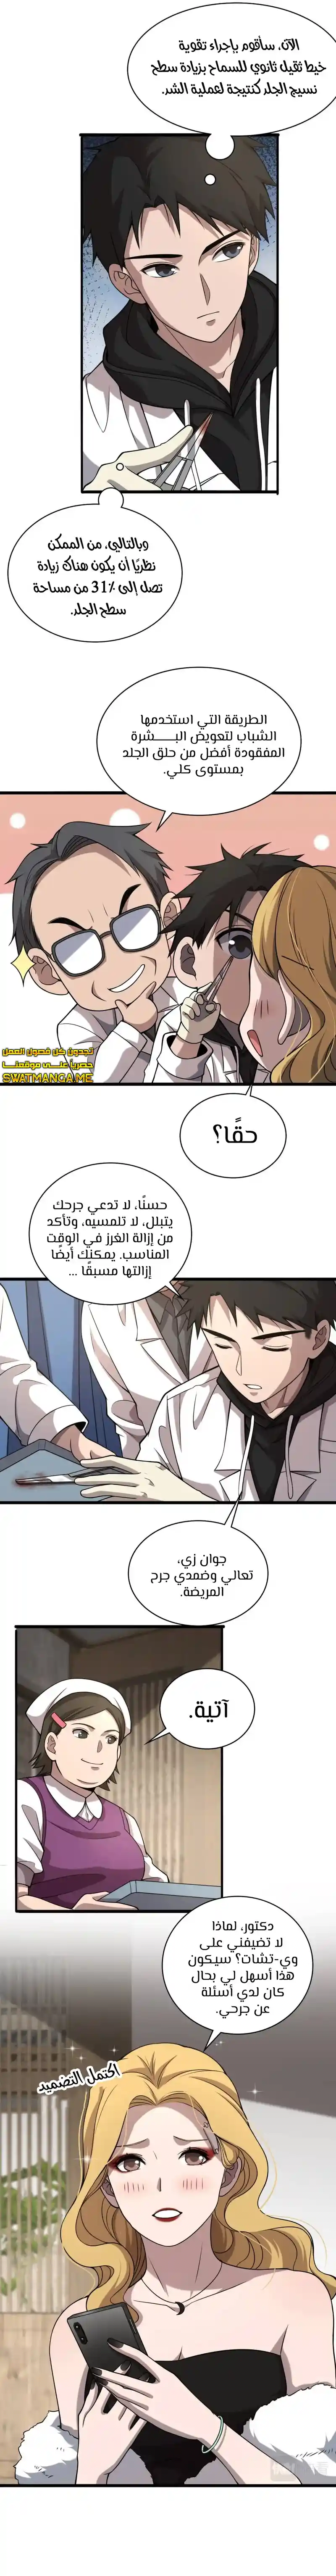 الآن، سأقوم بإجراء تقوية
خيط ثقيل ثانوي للسماح بزيادة سطح
نسيج الجلد كنتيجة لعملية الشد.
وبالتالي، من الممكن
نظريًا أن يكون هناك زيادة
تصل إلى 31٪ من مساحة
سطح الجلد.
الطريقة التي استخدمها
الشباب لتعويض البـــــشرة
المفقودة أفضل من حلق الجلد
بمستوى كلي.
تجدون كل فصول العمل
حصرياً علـــى موقعنـــا
SWATMANGA.ME
حقًا؟
حسنًا، لا تدعي جرحك
يتبلل، لا تلمسيه، وتأكد
من إزالة الغرز في الوقت
المناسب. يمكنك أيضًا
إزالتها مسبقًا ...
جوان زي،
تعالي وضمدي جرح
المريضة.
آتية.
دكتور، لماذا
لا تضيفني على
وي-تشات؟ سيكون
هذا أسهل لي بحال
كان لدي أسئلة
عن جرحي.
اكتمل التضميد